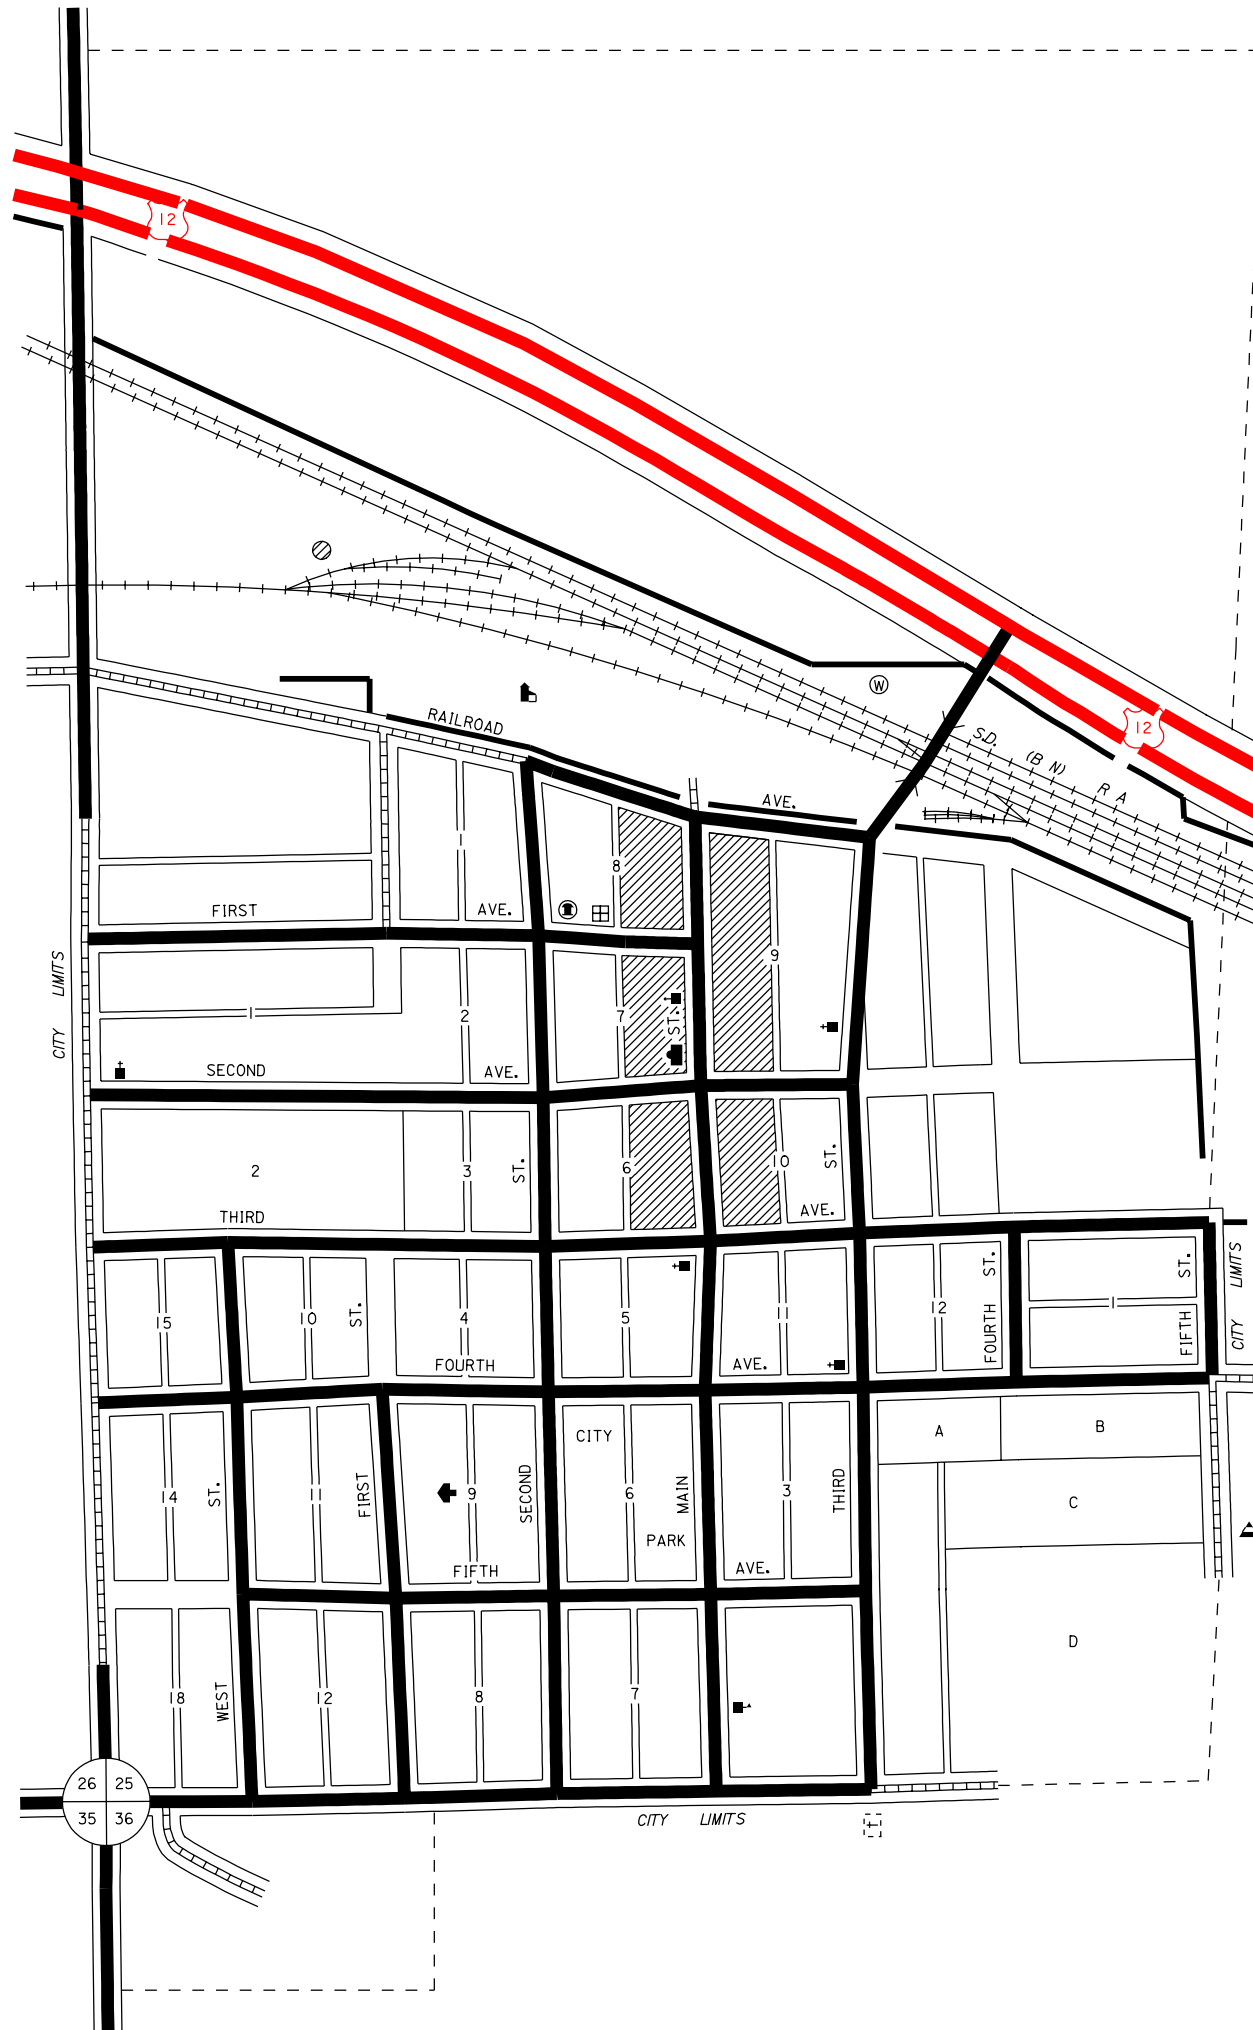 12
RAILROAD
12
S.D. (B N) R A
AVE.
1
8
FIRST AVE.
9
CITY LIMITS
1
2
7
ST.
SECOND AVE.
2
3
ST.
6
10
ST.
THIRD
AVE.
15
10
ST.
4
5
11
12
FOURTH ST.
1
FIFTH ST.
CITY LIMITS
FOURTH
AVE.
CITY
A
B
14
ST.
11
FIRST
9
SECOND
6
MAIN
3
THIRD
C
PARK
FIFTH
AVE.
D
18
WEST
12
8
7
26 25
35 36
CITY LIMITS
W